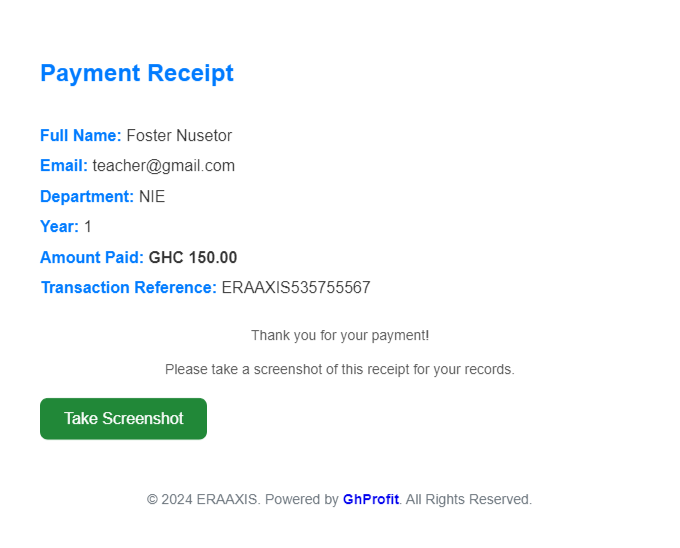 Payment Receipt
Full Name: Foster Nusetor
Email: teacher@gmail.com
Department: NIE
Year: 1
Amount Paid: GHC 150.00
Transaction Reference: ERAAXIS535755567
Thank you for your payment!
Please take a screenshot of this receipt for your records.
Take Screenshot
© 2024 ERAAXIS. Powered by GhProfit. All Rights Reserved.